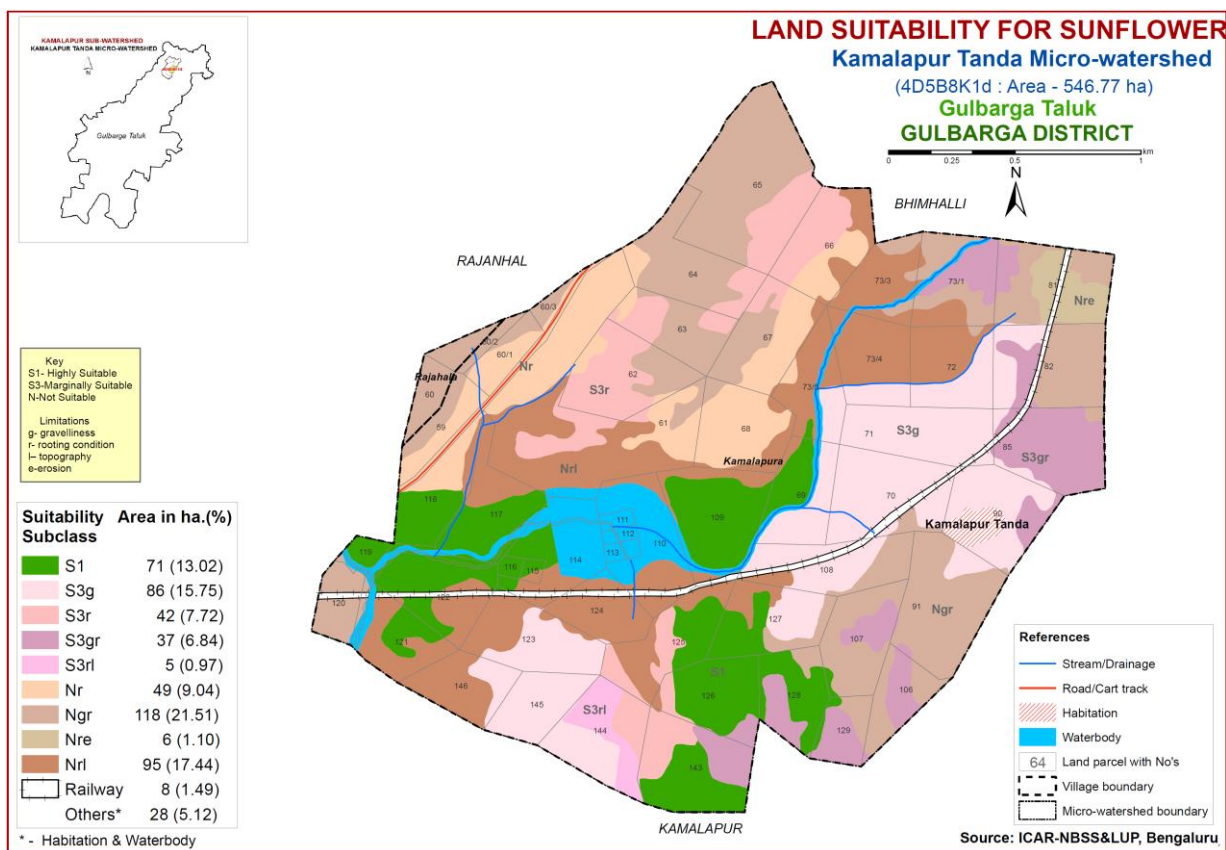 KAMALAPUR SUB-WATERSHED
KAMALAPUR TANDA MICRO-WATERSHED
N
Gulbarga Taluk
LAND SUITABILITY FOR SUNFLOWER
Kamalapur Tanda Micro-watershed
(4D5B8K1d : Area - 546.77 ha)
Gulbarga Taluk
GULBARGA DISTRICT
0 0.25 0.5 1 km
N
BHIMHALLI
RAJANHAL
65
66
64
73/3
73/1
81
Nre
60/3
63
67
60/1
Nr
73/4
72
82
Rajahala
62
S3r
60
59
61
68
71
S3g
85
S3gr
Nrl
Kamalapura
118
117
69
70
90
109
Kamalapur Tanda
111
112
110
113
114
119
116
115
108
120
122
124
91
Ngr
127
121
123
125
107
S1
146
126
128
106
145
S3rl
144
129
143
KAMALAPUR
Key
S1- Highly Suitable
S3-Marginally Suitable
N-Not Suitable
Limitations
g- gravelliness
r- rooting condition
l– topography
e-erosion
Suitability Area in ha.(%)
Subclass
S1 71 (13.02)
S3g 86 (15.75)
S3r 42 (7.72)
S3gr 37 (6.84)
S3rl 5 (0.97)
Nr 49 (9.04)
Ngr 118 (21.51)
Nre 6 (1.10)
Nrl 95 (17.44)
Railway 8 (1.49)
Others* 28 (5.12)
* - Habitation & Waterbody
References
Stream/Drainage
Road/Cart track
Habitation
Waterbody
64 Land parcel with No's
Village boundary
Micro-watershed boundary
Source: ICAR-NBSS&LUP, Bengaluru